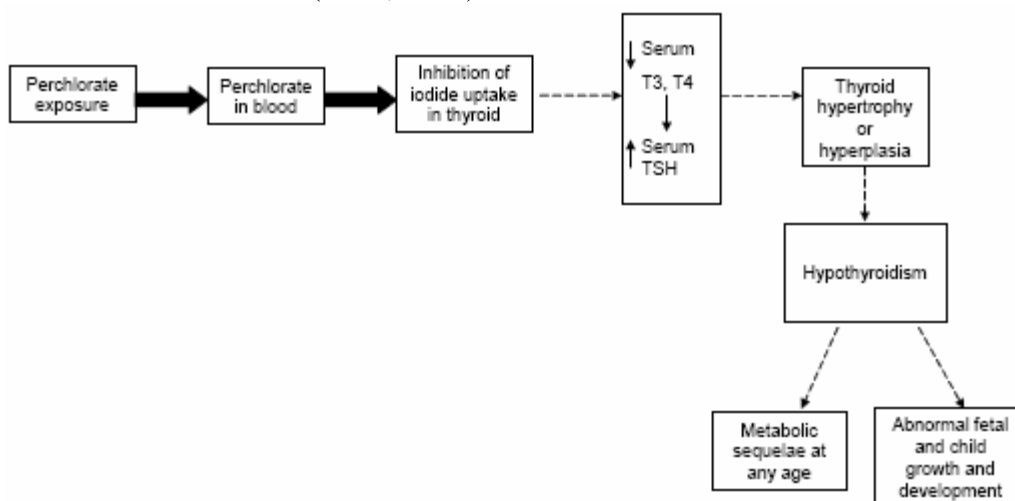 Perchlorate
exposure
Perchlorate
in blood
Inhibition of
iodide uptake
in thyroid
Serum
T3, T4
Serum
TSH
Thyroid
hypertrophy
or
hyperplasia
Hypothyroidism
Metabolic
sequelae at
any age
Abnormal fetal
and child
growth and
development